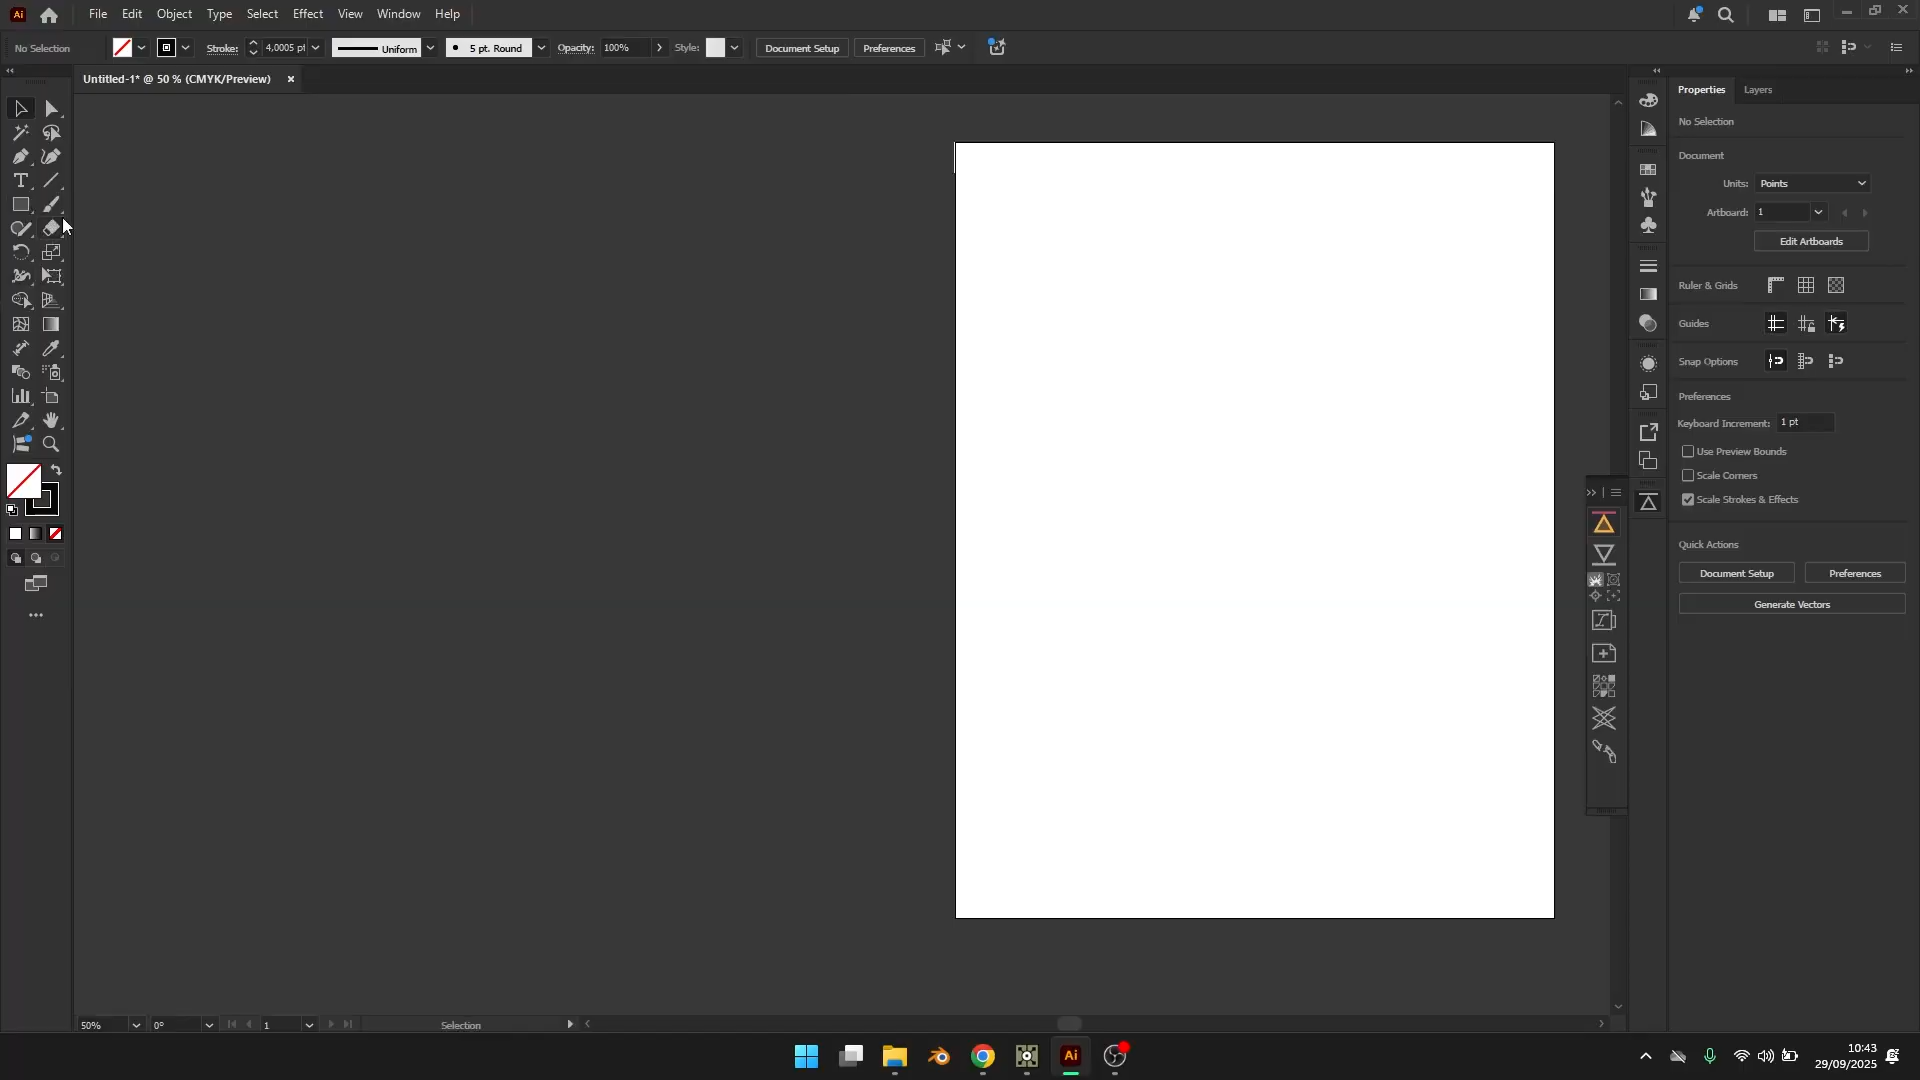 Ai File Edit Object Type Select Effect View Window Help
No Selection Stroke: 4,0005 pt Uniform 5 pt. Round Opacity: 100% Style: Document Setup Preferences
Untitled-1* @ 50 % (CMYK/Preview)
Properties Layers
No Selection
Document
Units: Points
Artboard: 1
Edit Artboards
Ruler & Grids
Guides
Snap Options
Preferences
Keyboard Increment: 1 pt
Use Preview Bounds
Scale Corners
Scale Strokes & Effects
Quick Actions
Document Setup Preferences
Generate Vectors
50% 0° 1 Selection
Ai
10:43
29/09/2025